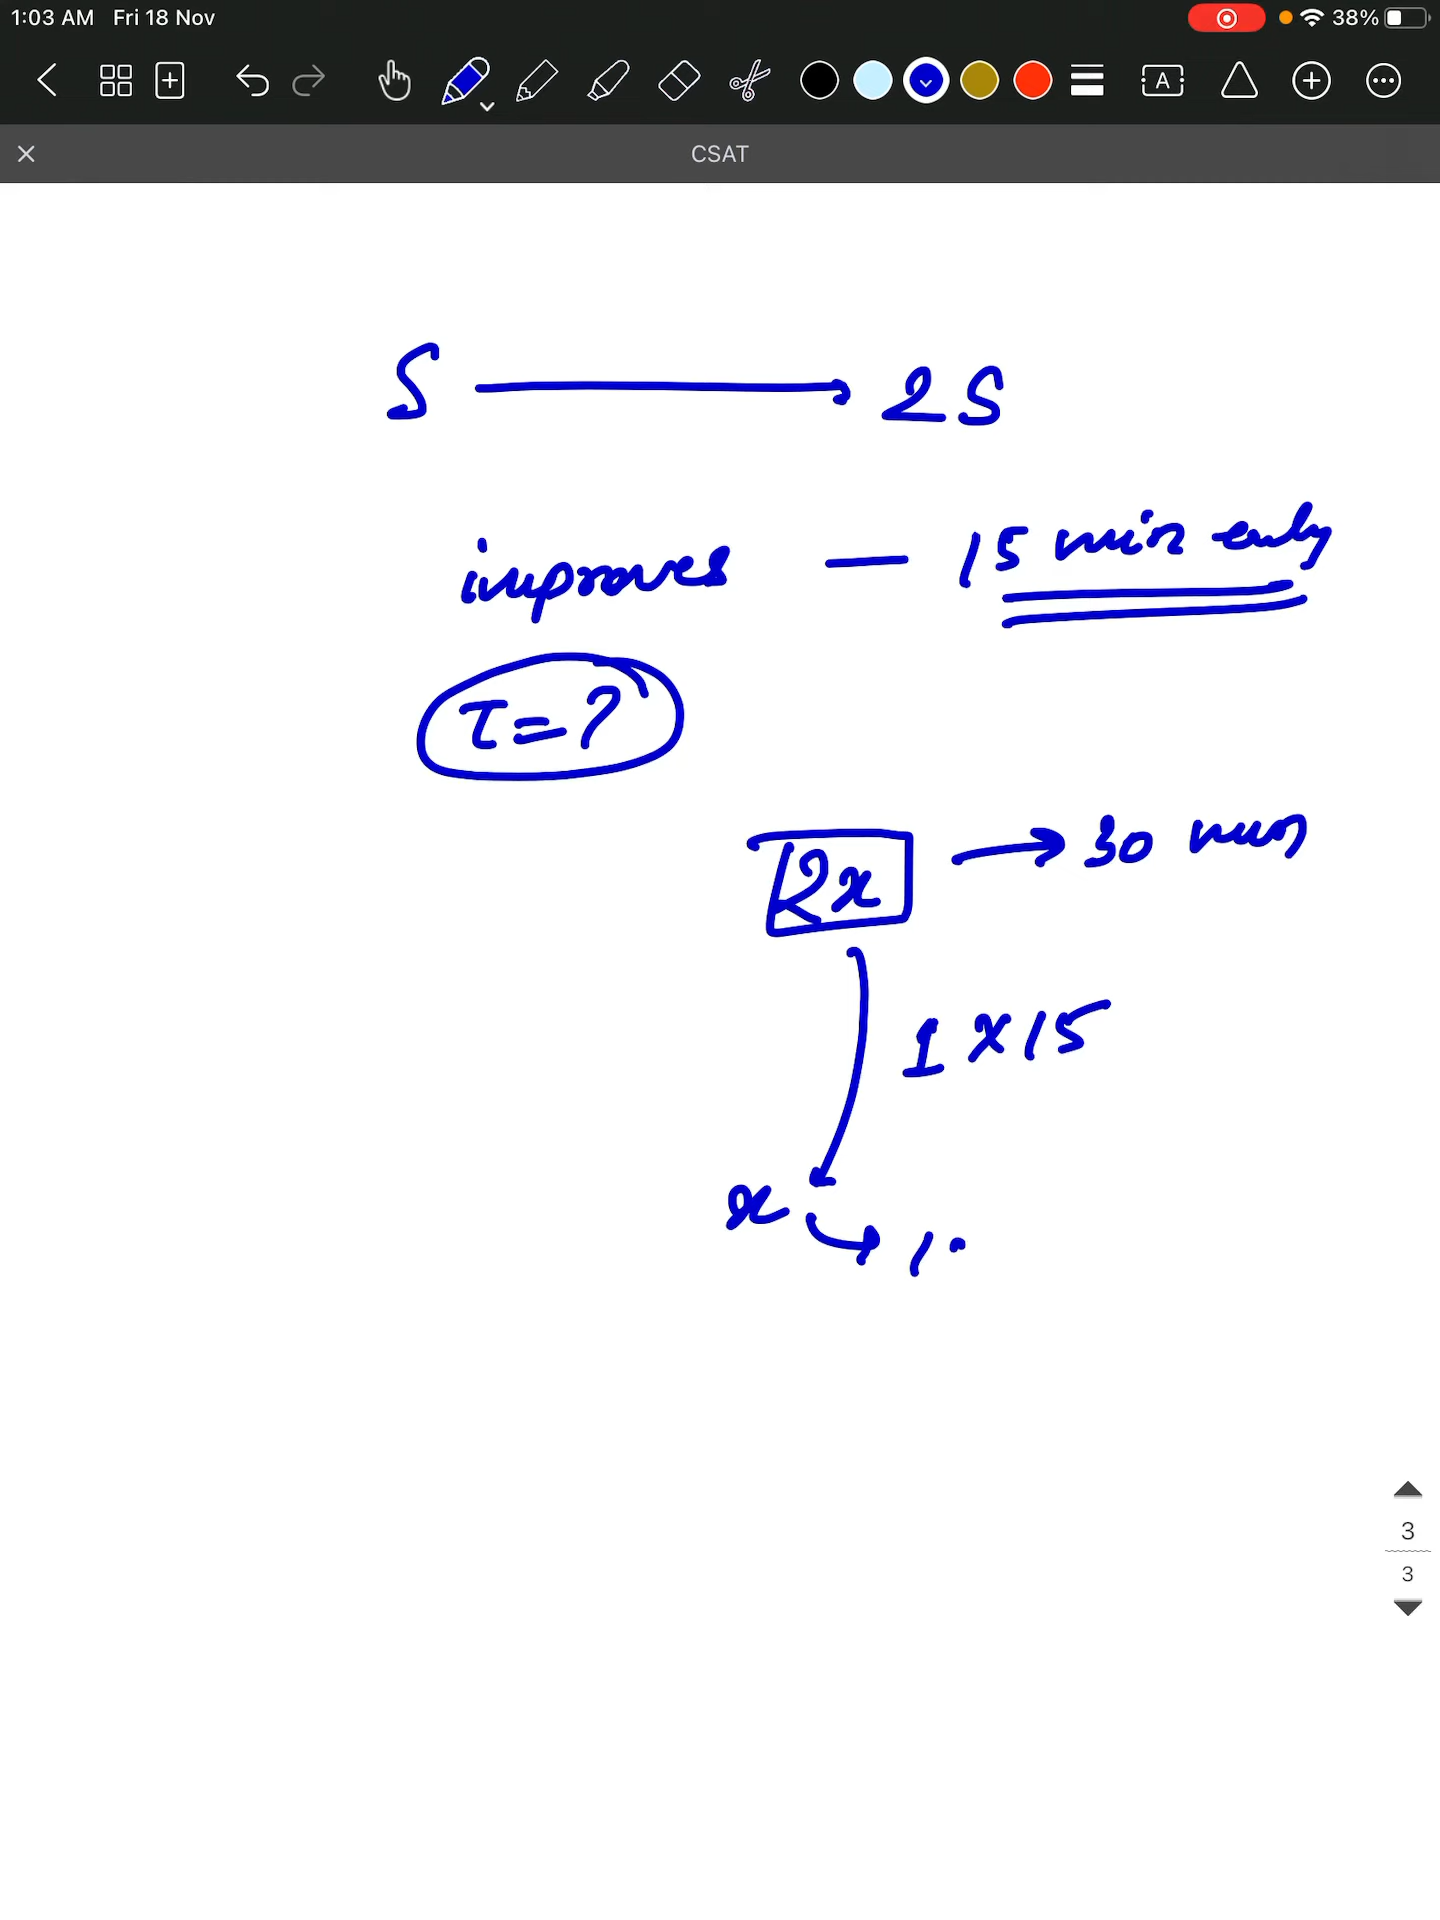 1:03 AM Fri 18 Nov 38%
A
CSAT
S → 2S
improves — 15 min early
T = ?
2x → 30 min
1 x 15
x → 1
3
3